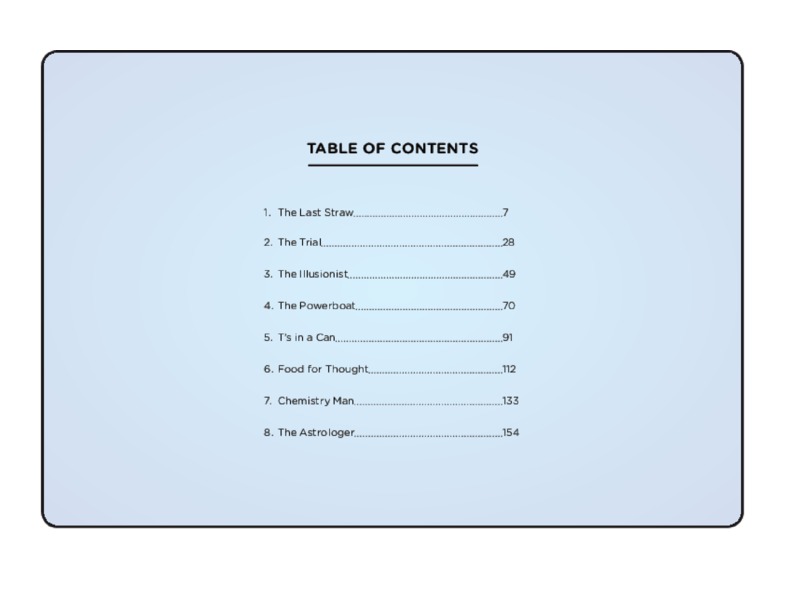 TABLE OF CONTENTS
1. The Last Straw.....................................................7
2. The Trial................................................................28
3. The Illusionist.......................................................49
4. The Powerboat....................................................70
5. T's in a Can...........................................................91
6. Food for Thought...............................................112
7. Chemistry Man....................................................133
8. The Astrologer....................................................154